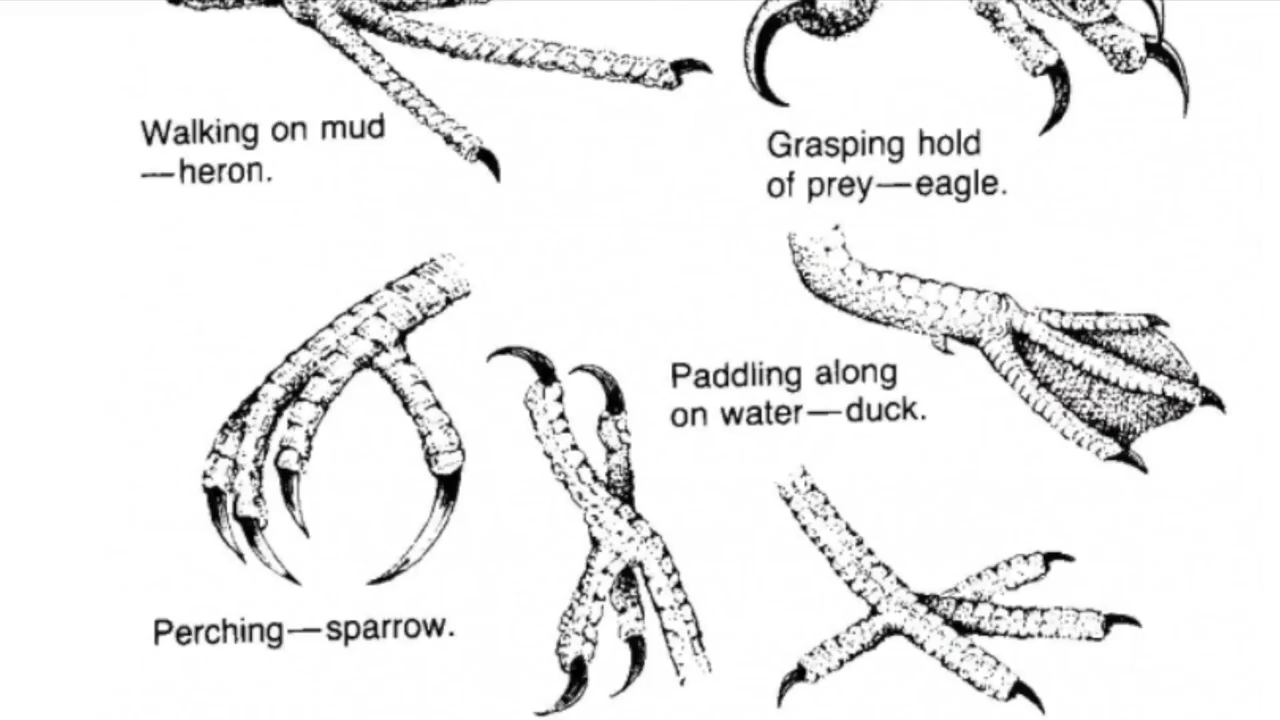 Walking on mud
—heron.
Grasping hold
of prey—eagle.
Paddling along
on water—duck.
Perching—sparrow.